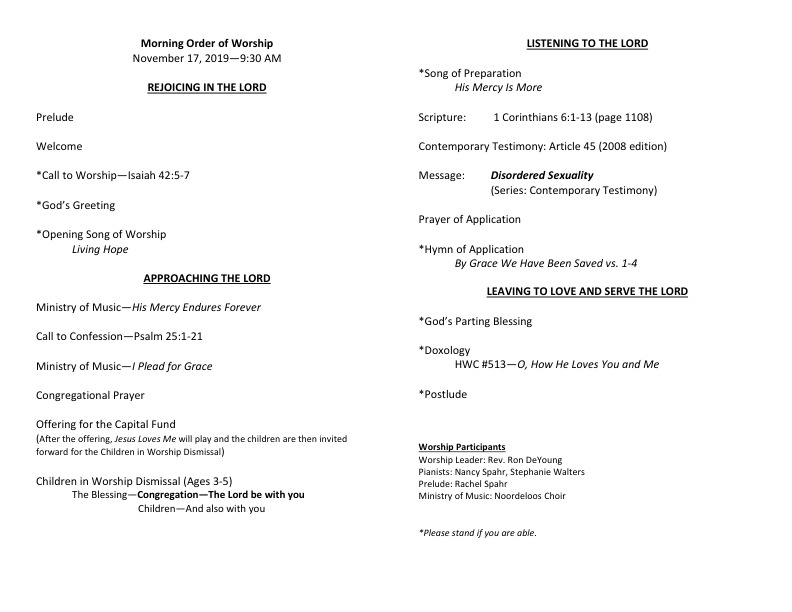 Morning Order of Worship
November 17, 2019—9:30 AM
REJOICING IN THE LORD
Prelude
Welcome
*Call to Worship—Isaiah 42:5-7
*God’s Greeting
*Opening Song of Worship
Living Hope
APPROACHING THE LORD
Ministry of Music—His Mercy Endures Forever
Call to Confession—Psalm 25:1-21
Ministry of Music—I Plead for Grace
Congregational Prayer
Offering for the Capital Fund
(After the offering, Jesus Loves Me will play and the children are then invited
forward for the Children in Worship Dismissal)
Children in Worship Dismissal (Ages 3-5)
The Blessing—Congregation—The Lord be with you
Children—And also with you
LISTENING TO THE LORD
*Song of Preparation
His Mercy Is More
Scripture: 1 Corinthians 6:1-13 (page 1108)
Contemporary Testimony: Article 45 (2008 edition)
Message: Disordered Sexuality
(Series: Contemporary Testimony)
Prayer of Application
*Hymn of Application
By Grace We Have Been Saved vs. 1-4
LEAVING TO LOVE AND SERVE THE LORD
*God’s Parting Blessing
*Doxology
HWC #513—O, How He Loves You and Me
*Postlude
Worship Participants
Worship Leader: Rev. Ron DeYoung
Pianists: Nancy Spahr, Stephanie Walters
Prelude: Rachel Spahr
Ministry of Music: Noordeloos Choir
*Please stand if you are able.